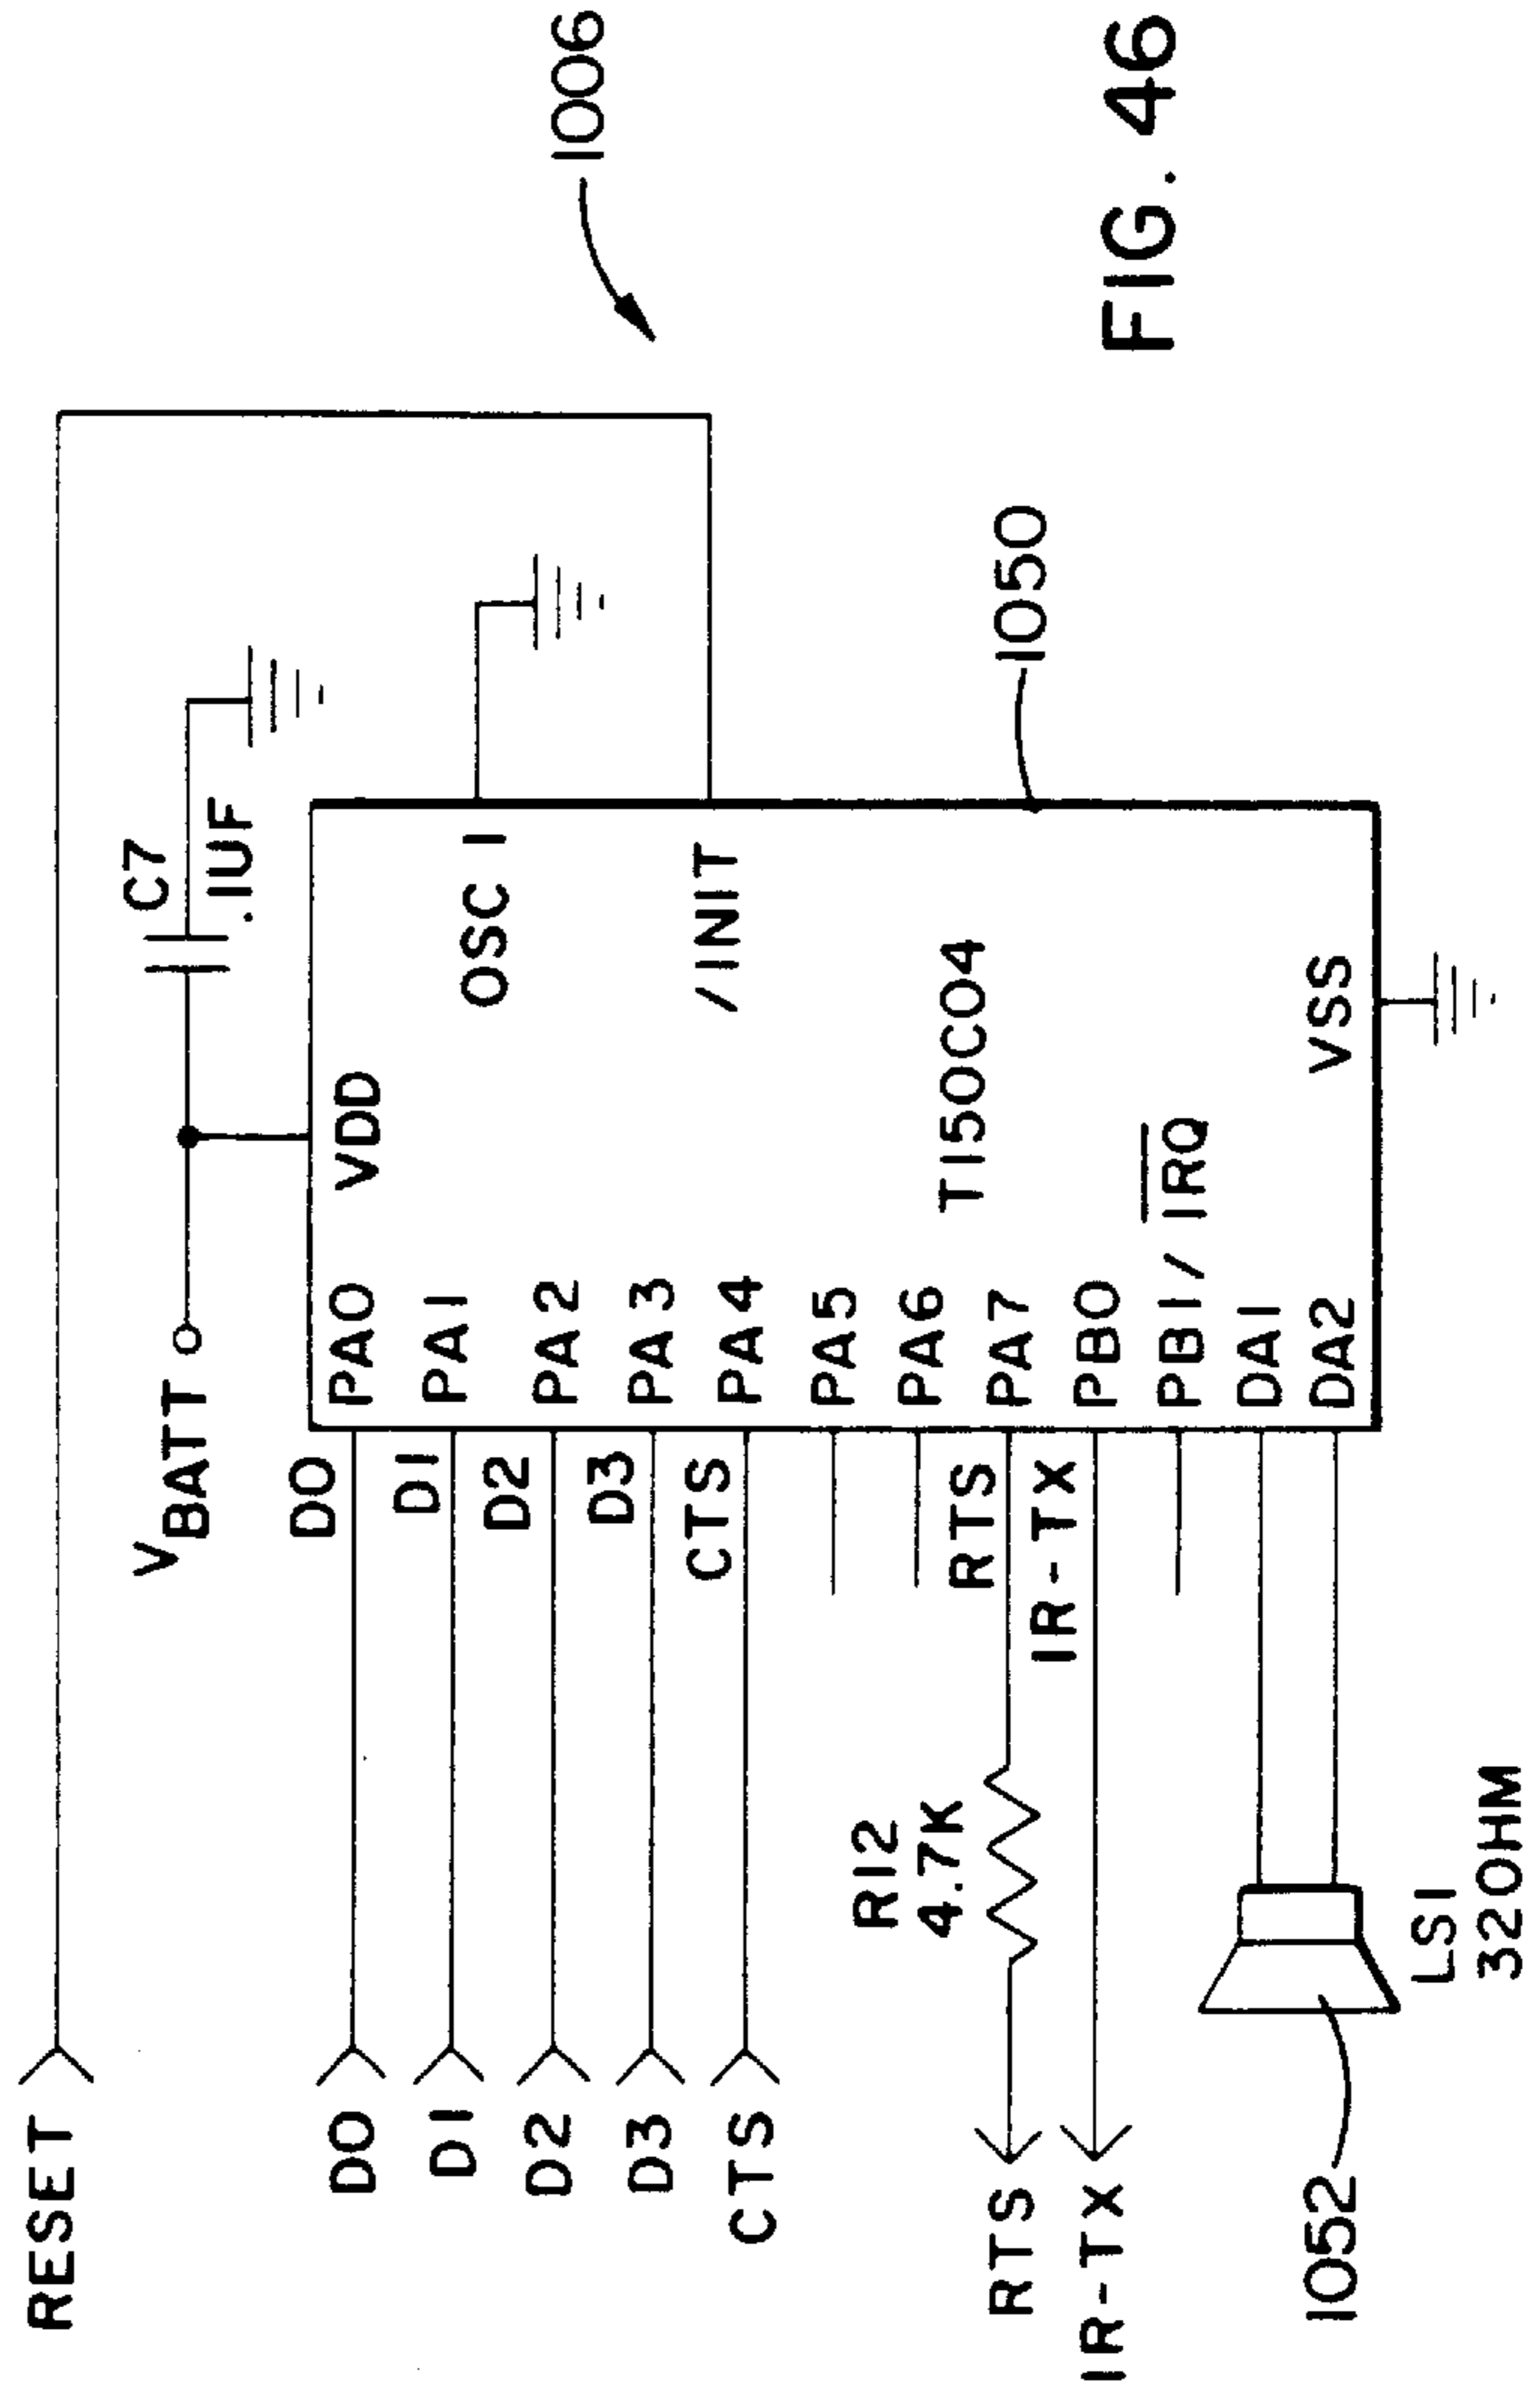 RESET
VBATT
C7
.1UF
D0
D0
PA0
VDD
D1
D1
PA1
OSC 1
D2
D2
PA2
D3
D3
PA3
CTS
CTS
PA4
/INIT
1006
PA5
R12
4.7K
PA6
TI50C04
RTS
RTS
PA7
1050
IR-TX
IR-TX
PB0
PB1/IRQ
DA1
1052
DA2
VSS
LS1
32OHM
FIG. 46